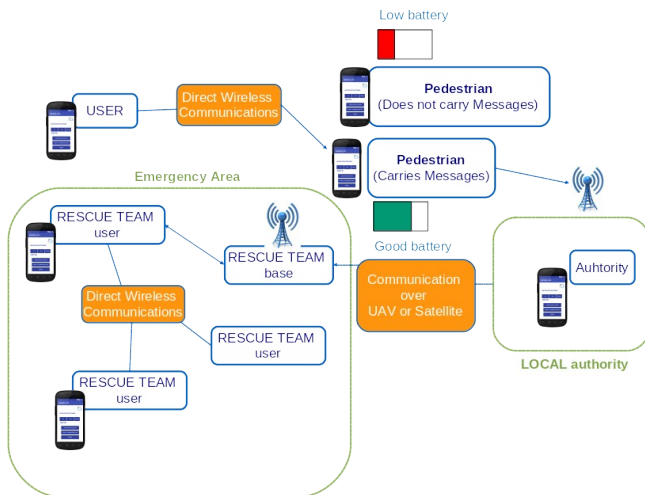 Low battery
Pedestrian
(Does not carry Messages)
USER
Direct Wireless
Communications
Pedestrian
(Carries Messages)
Emergency Area
RESCUE TEAM
user
Good battery
RESCUE TEAM
base
Communication
over
UAV or Satellite
Auhtority
Direct Wireless
Communications
RESCUE TEAM
user
LOCAL authority
RESCUE TEAM
user